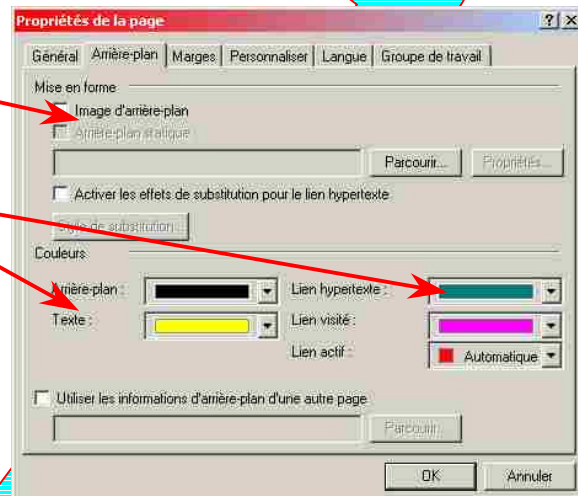 Propriétés de la page
Général Arrière-plan Marges Personnaliser Langue Groupe de travail
Mise en forme
Image d'arrière-plan
Arrière-plan statique
Parcourir... Propriétés...
Activer les effets de substitution pour le lien hypertexte
Style de substitution...
Couleurs
Arrière-plan : Lien hypertexte :
Texte : Lien visité :
Lien actif : Automatique
Utiliser les informations d'arrière-plan d'une autre page
Parcourir...
OK Annuler